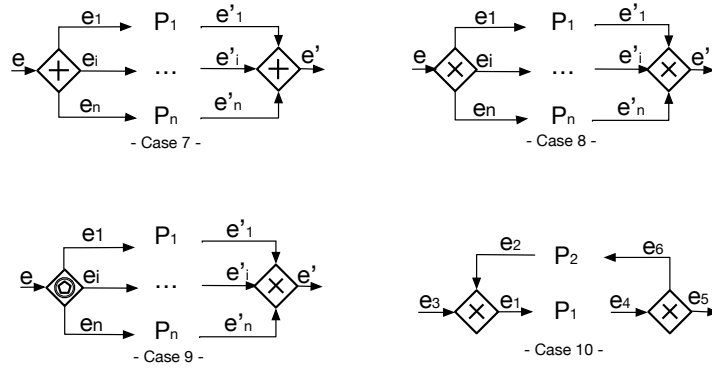 e1 P1 e'1
e ei ... e'i e'
en Pn e'n
- Case 7 -
e1 P1 e'1
e ei ... e'i e'
en Pn e'n
- Case 8 -
e1 P1 e'1
e ei ... e'i e'
en Pn e'n
- Case 9 -
e2 P2 e6
e3 e1 P1 e4 e5
- Case 10 -